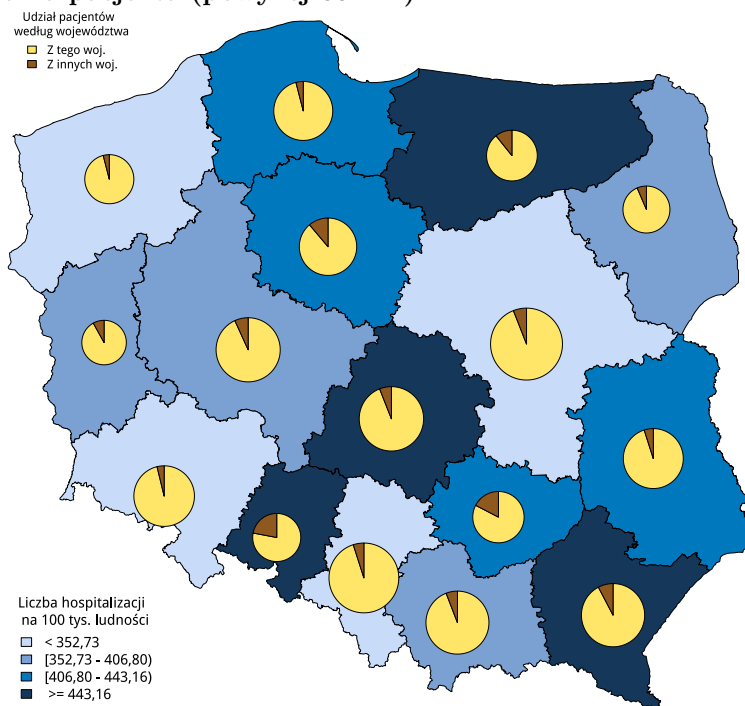 Udział pacjentów
według województwa
Z tego woj.
Z innych woj.
Liczba hospitalizacji
na 100 tys. ludności
< 352,73
[352,73 - 406,80)
[406,80 - 443,16)
>= 443,16